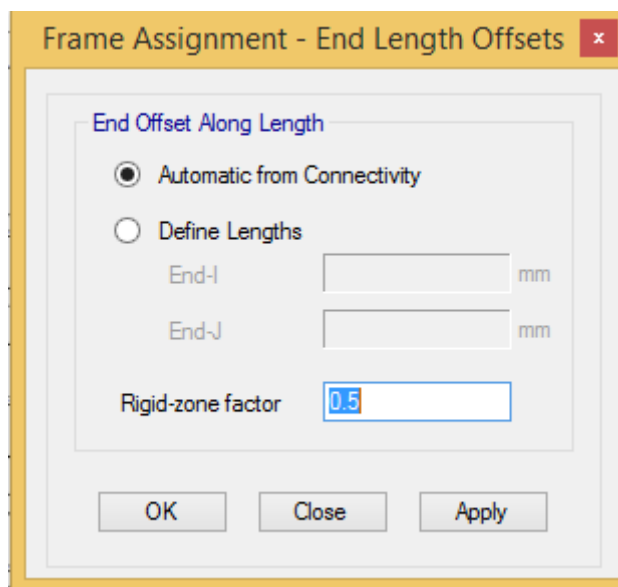 Frame Assignment - End Length Offsets x
End Offset Along Length
Automatic from Connectivity
Define Lengths
End-I mm
End-J mm
Rigid-zone factor 0.5
OK Close Apply